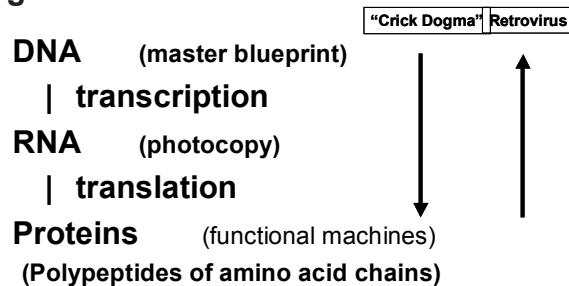 g
"Crick Dogma" Retrovirus
DNA (master blueprint)
| transcription
RNA (photocopy)
| translation
Proteins (functional machines)
(Polypeptides of amino acid chains)